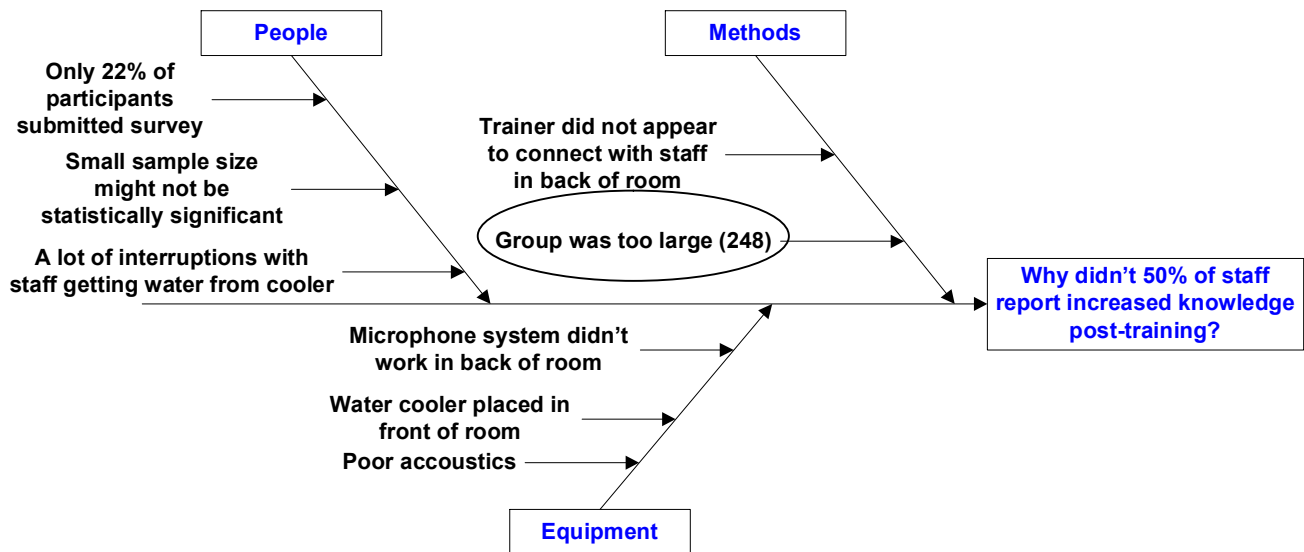 People
Methods
Only 22% of
participants
submitted survey
Small sample size
might not be
statistically significant
A lot of interruptions with
staff getting water from cooler
Trainer did not appear
to connect with staff
in back of room
Group was too large (248)
Why didn’t 50% of staff
report increased knowledge
post-training?
Microphone system didn’t
work in back of room
Water cooler placed in
front of room
Poor accoustics
Equipment